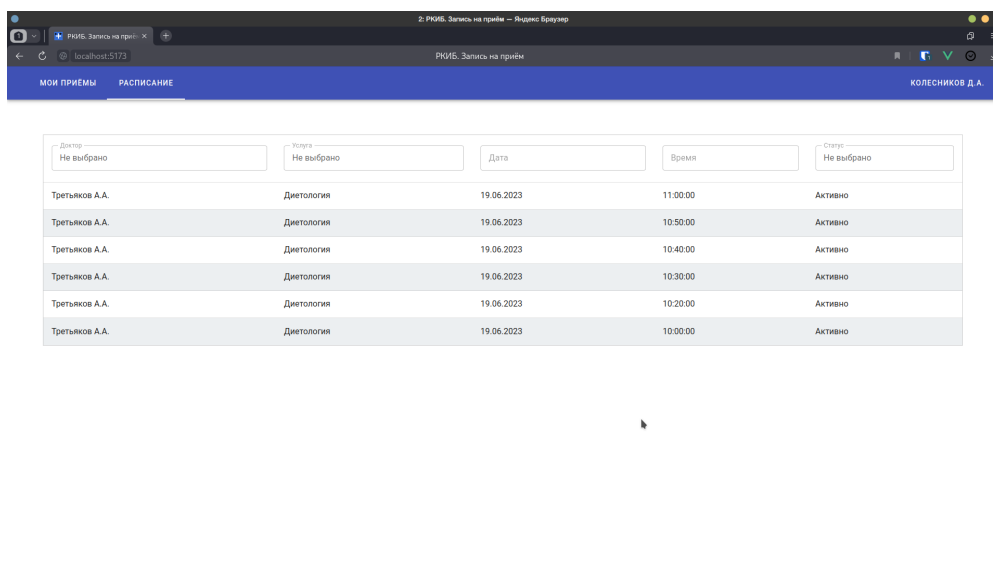 2: РКИБ. Запись на приём — Яндекс Браузер
1 РКИБ. Запись на приё
localhost:5173 РКИБ. Запись на приём
МОИ ПРИЁМЫ РАСПИСАНИЕ КОЛЕСНИКОВ Д.А.
Доктор Услуга Статус
Не выбрано Не выбрано Дата Время Не выбрано
Третьяков А.А. Диетология 19.06.2023 11:00:00 Активно
Третьяков А.А. Диетология 19.06.2023 10:50:00 Активно
Третьяков А.А. Диетология 19.06.2023 10:40:00 Активно
Третьяков А.А. Диетология 19.06.2023 10:30:00 Активно
Третьяков А.А. Диетология 19.06.2023 10:20:00 Активно
Третьяков А.А. Диетология 19.06.2023 10:00:00 Активно